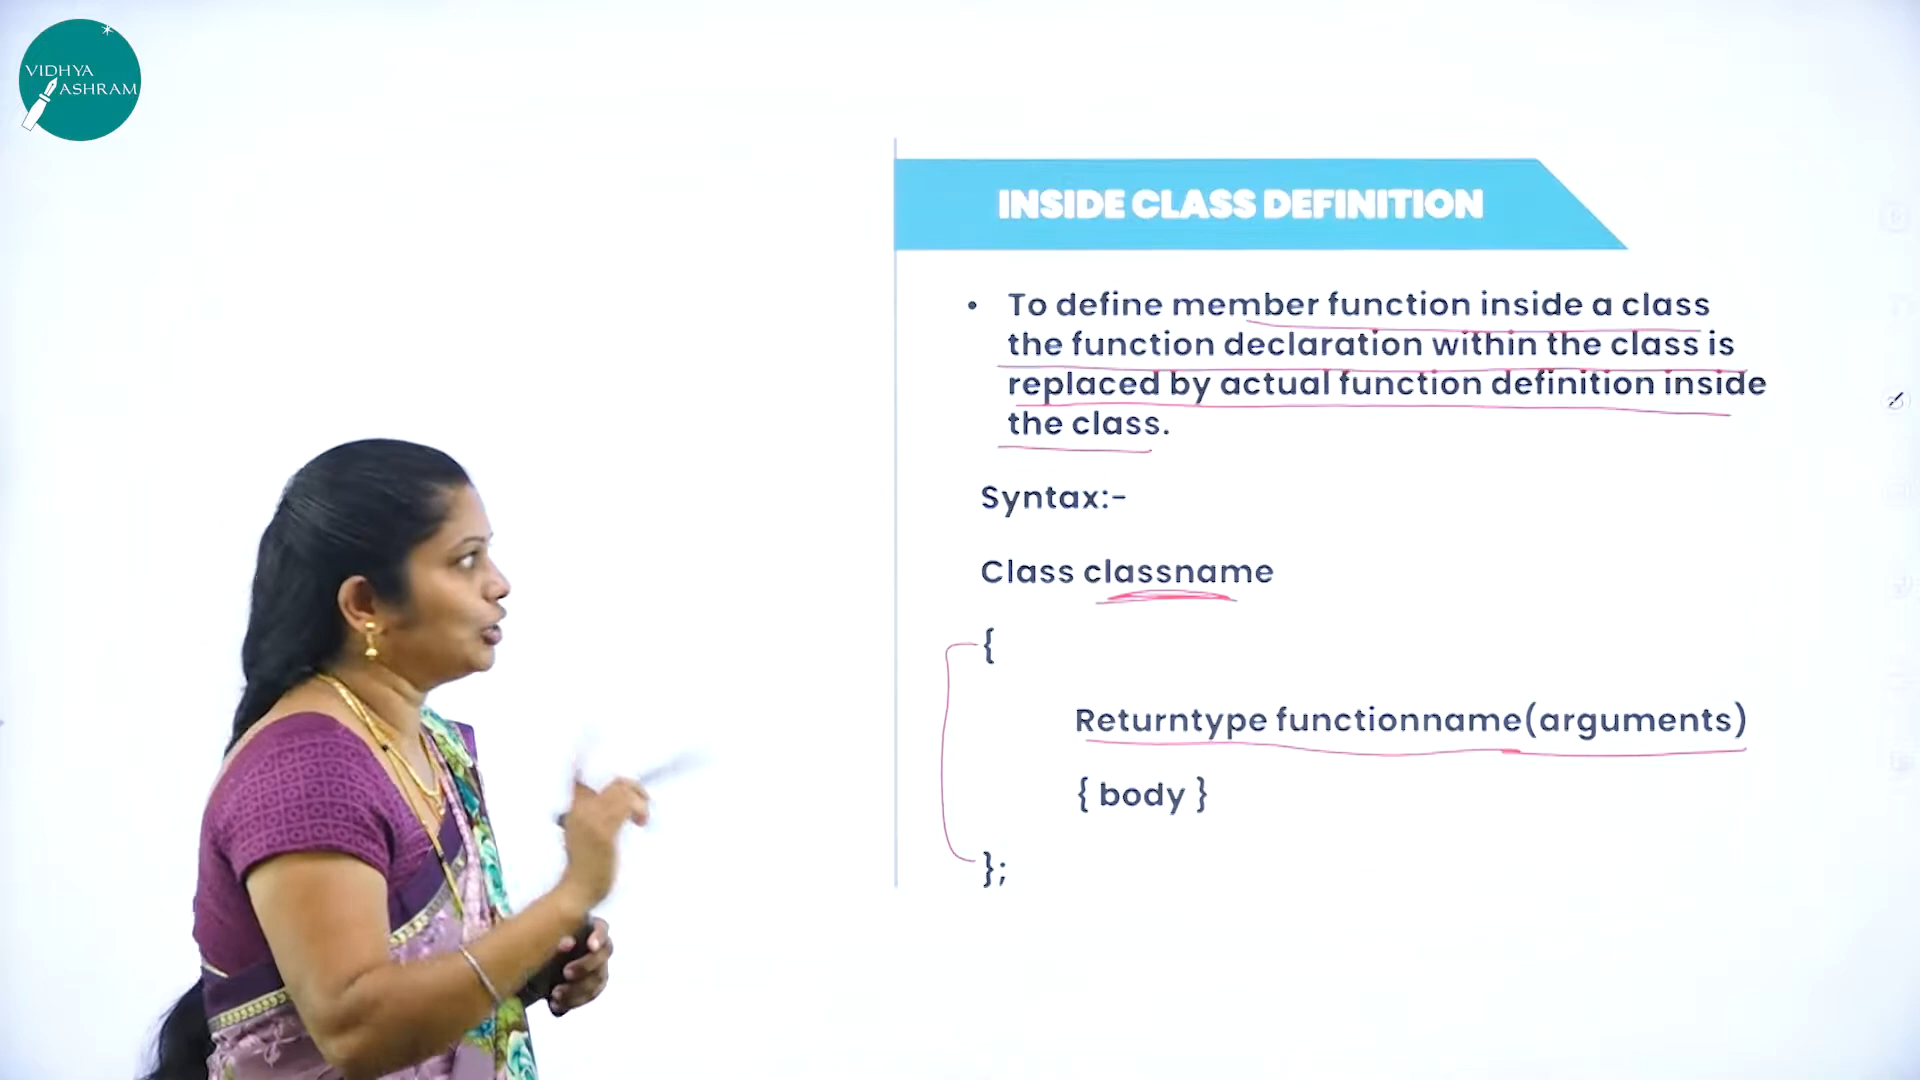 VIDHYA
ASHRAM
INSIDE CLASS DEFINITION
• To define member function inside a class
the function declaration within the class is
replaced by actual function definition inside
the class.
Syntax:-
Class classname
{
Returntype functionname(arguments)
{ body }
};